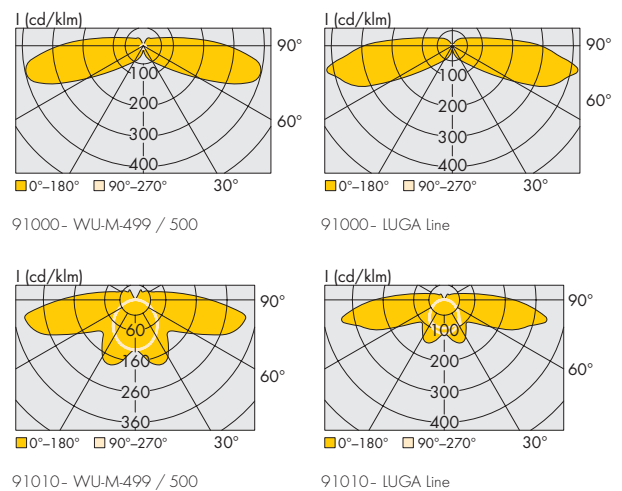 I (cd/klm)
90°
100
200
300
400
60°
0°–180° 90°–270° 30°
91000– WU-M-499 / 500
I (cd/klm)
90°
100
200
300
400
60°
0°–180° 90°–270° 30°
91000– LUGA Line
I (cd/klm)
90°
60
160
260
360
60°
0°–180° 90°–270° 30°
91010– WU-M-499 / 500
I (cd/klm)
90°
100
200
300
400
60°
0°–180° 90°–270° 30°
91010– LUGA Line